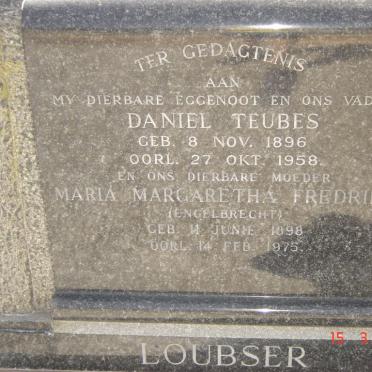 TER GEDAGTENIS
AAN
MY DIERBARE EGGENOOT EN ONS VAD
DANIEL TEUBES
GEB. 8 NOV. 1896
OORL. 27 OKT. 1958.
EN ONS DIERBARE MOEDER
MARIA MARGARETHA FREDRI
(ENGELBRECHT)
GEB. 11 JUNIE 1898
OORL. 14 FEB. 1975.
15 3
LOUBSER